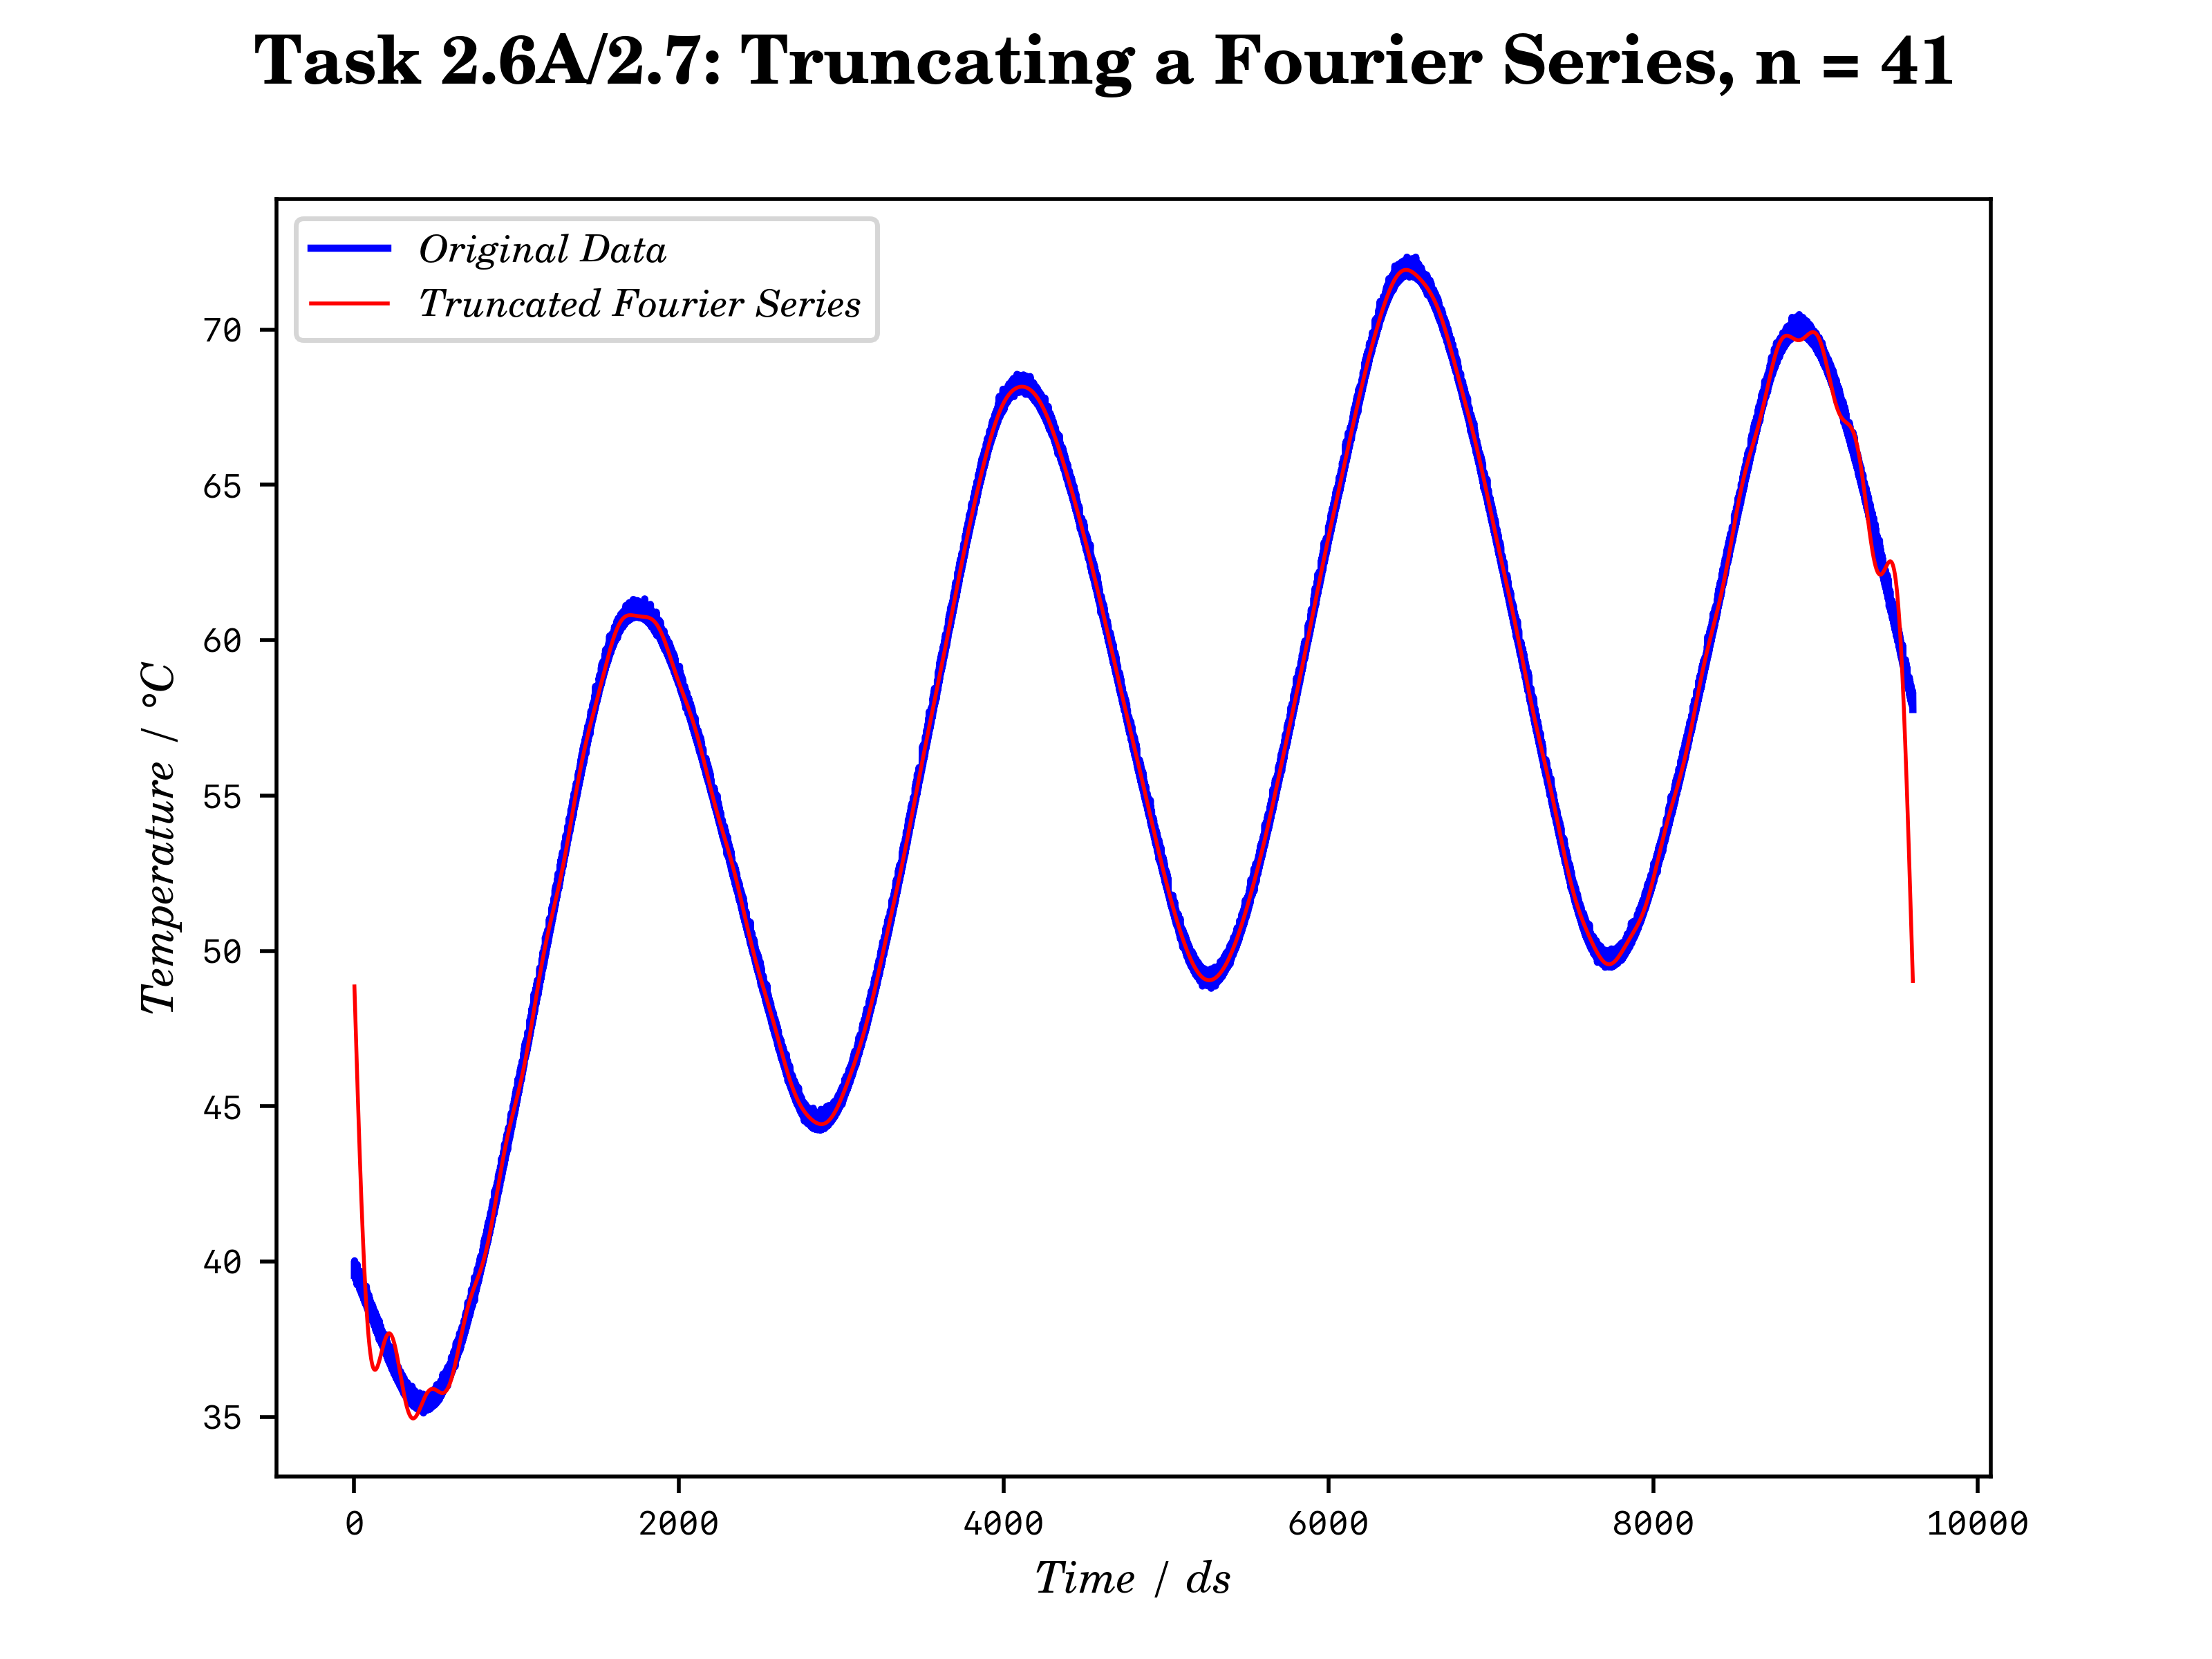 Task 2.6A/2.7: Truncating a Fourier Series, n = 41
Original Data
Truncated Fourier Series
70
65
60
55
50
45
40
35
Temperature / °C
0 2000 4000 6000 8000 10000
Time / ds